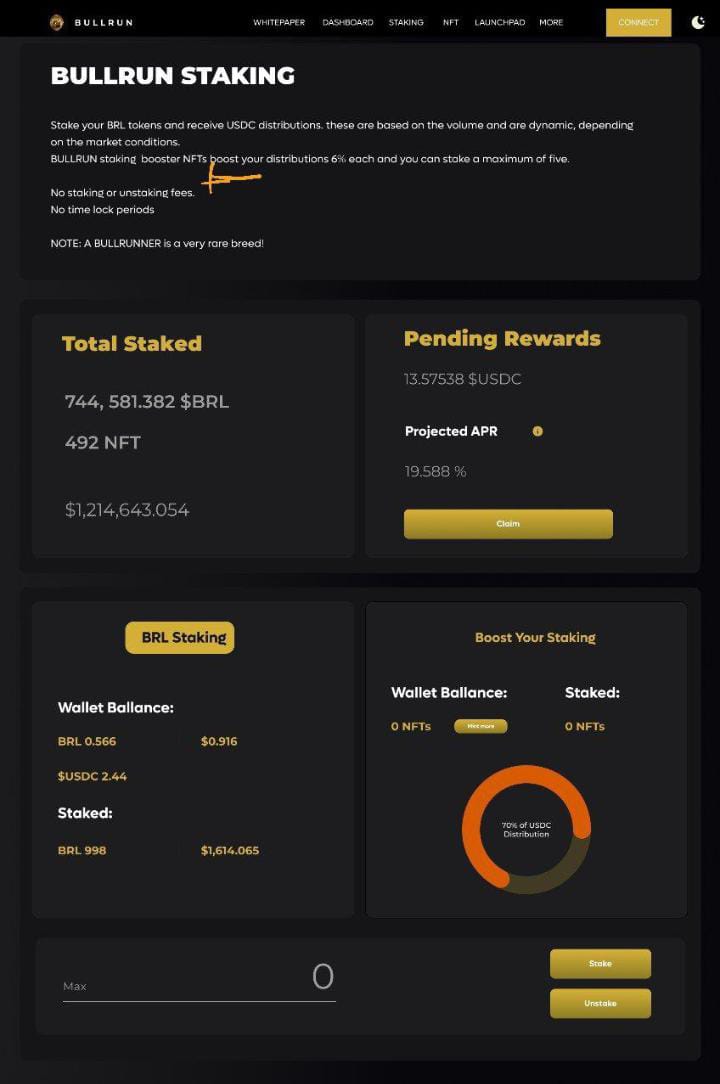 BULLRUN
WHITEPAPER DASHBOARD STAKING NFT LAUNCHPAD MORE CONNECT
BULLRUN STAKING
Stake your BRL tokens and receive USDC distributions. these are based on the volume and are dynamic, depending
on the market conditions.
BULLRUN staking booster NFTs boost your distributions 6% each and you can stake a maximum of five.
No staking or unstaking fees.
No time lock periods
NOTE: A BULLRUNNER is a very rare breed!
Total Staked
744, 581.382 $BRL
492 NFT
$1,214,643.054
Pending Rewards
13.57538 $USDC
Projected APR
19.588 %
Claim
BRL Staking
Wallet Ballance:
BRL 0.566 $0.916
$USDC 2.44
Staked:
BRL 998 $1,614.065
Boost Your Staking
Wallet Ballance: Staked:
0 NFTs Mint more 0 NFTs
70% of USDC
Distribution
Max 0
Stake
Unstake